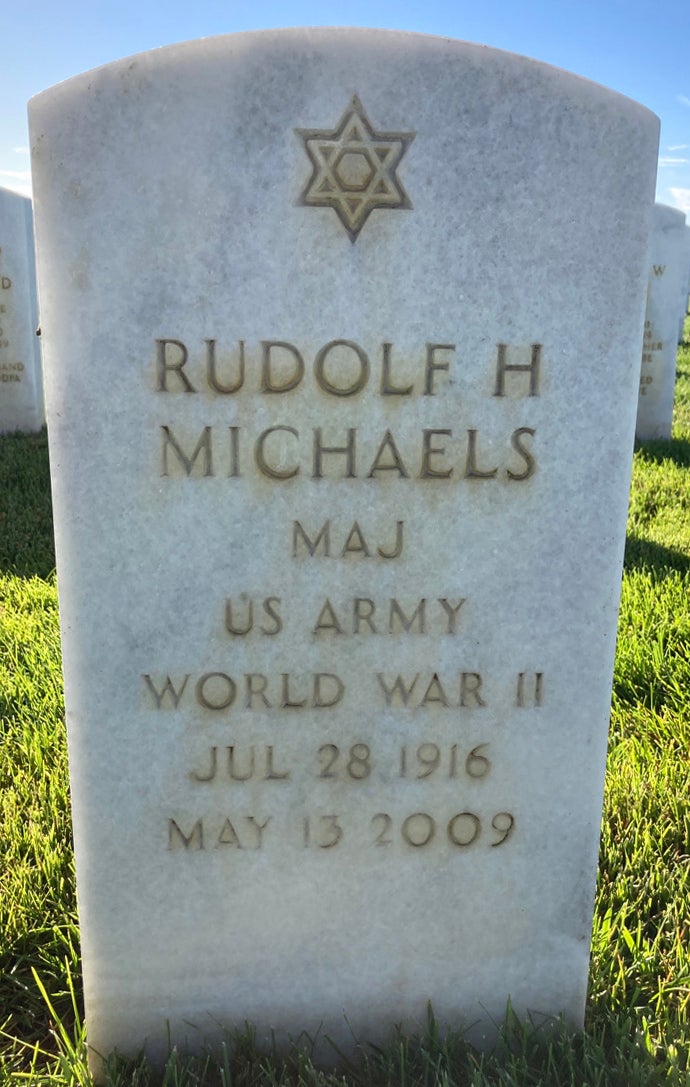 RUDOLF H
MICHAELS
MAJ
US ARMY
WORLD WAR II
JUL 28 1916
MAY 13 2009